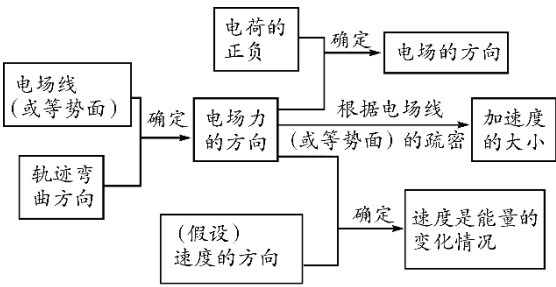 电荷的
正负
确定
电场的方向
电场线
(或等势面)
确定
电场力
的方向
根据电场线
(或等势面)的疏密
加速度
的大小
轨迹弯
曲方向
(假设)
速度的方向
确定
速度是能量的
变化情况